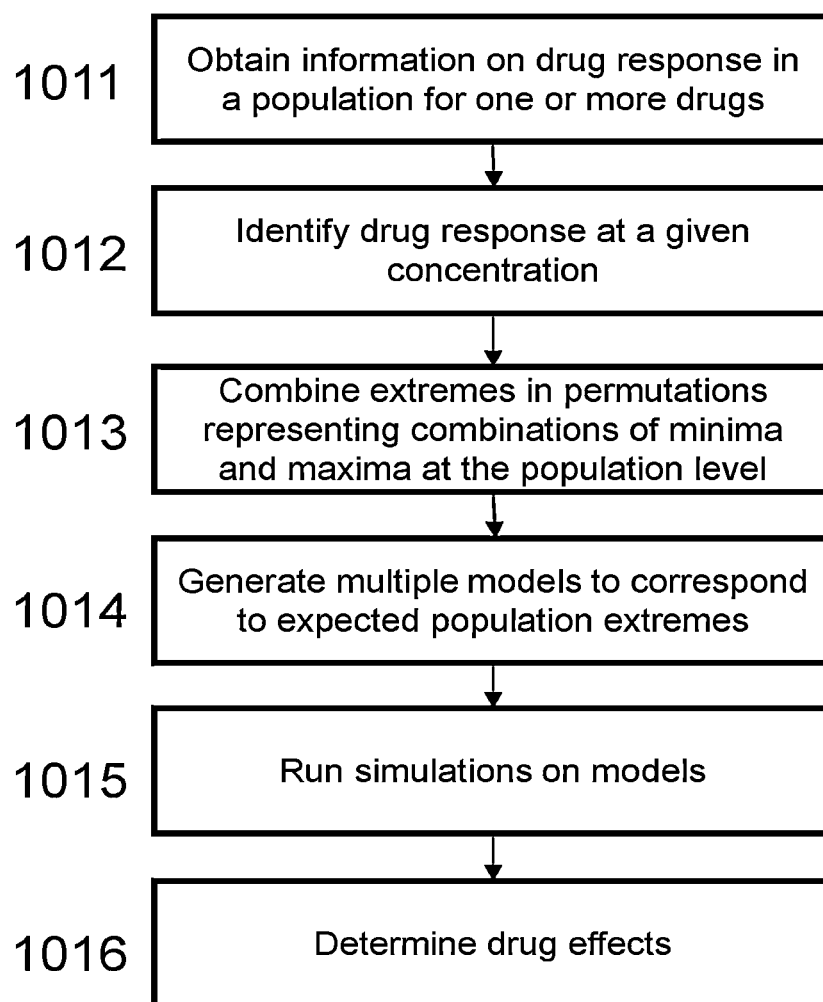 1011
Obtain information on drug response in
a population for one or more drugs
1012
Identify drug response at a given
concentration
1013
Combine extremes in permutations
representing combinations of minima
and maxima at the population level
1014
Generate multiple models to correspond
to expected population extremes
1015
Run simulations on models
1016
Determine drug effects